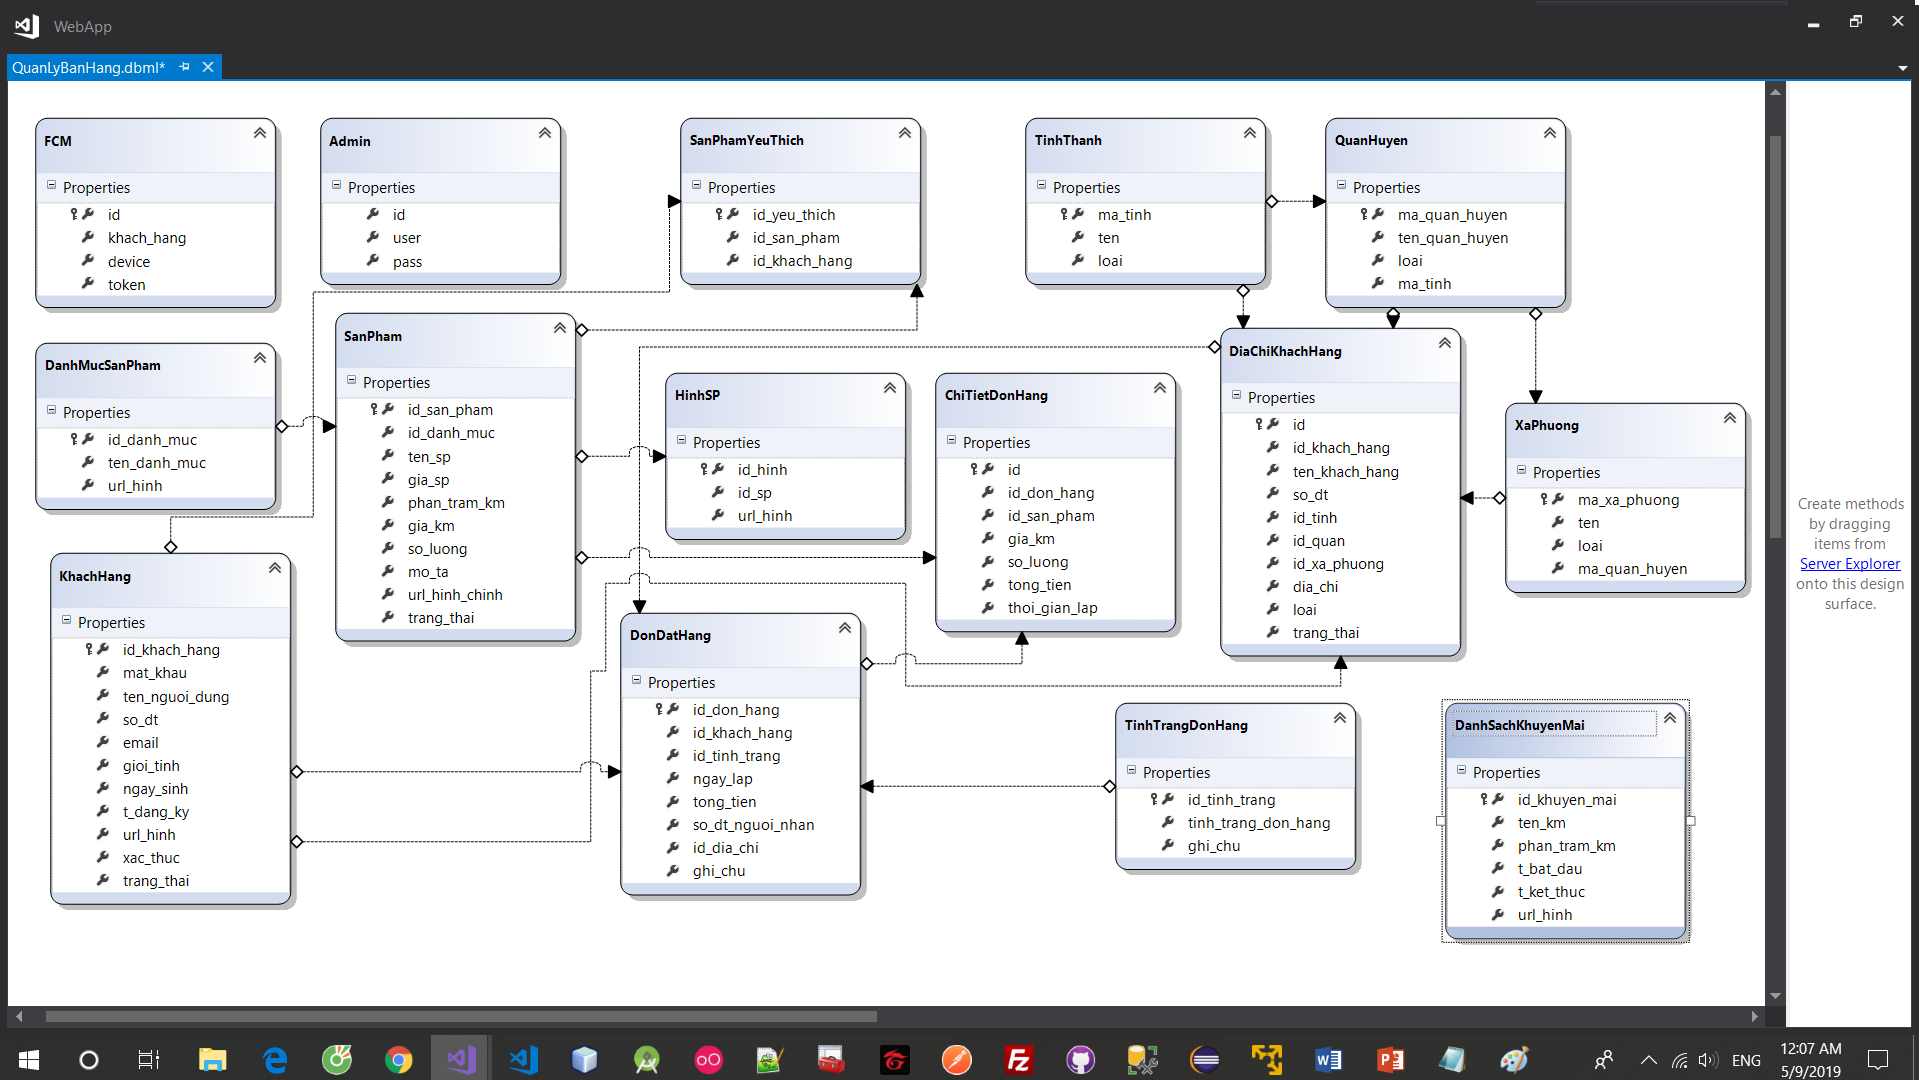 WebApp
QuanLyBanHang.dbml*
FCM
Properties
id
khach_hang
device
token
Admin
Properties
id
user
pass
SanPhamYeuThich
Properties
id_yeu_thich
id_san_pham
id_khach_hang
TinhThanh
Properties
ma_tinh
ten
loai
QuanHuyen
Properties
ma_quan_huyen
ten_quan_huyen
loai
ma_tinh
DanhMucSanPham
Properties
id_danh_muc
ten_danh_muc
url_hinh
SanPham
Properties
id_san_pham
id_danh_muc
ten_sp
gia_sp
phan_tram_km
gia_km
so_luong
mo_ta
url_hinh_chinh
trang_thai
HinhSP
Properties
id_hinh
id_sp
url_hinh
ChiTietDonHang
Properties
id
id_don_hang
id_san_pham
gia_km
so_luong
tong_tien
thoi_gian_lap
DiaChiKhachHang
Properties
id
id_khach_hang
ten_khach_hang
so_dt
id_tinh
id_quan
id_xa_phuong
dia_chi
loai
trang_thai
XaPhuong
Properties
ma_xa_phuong
ten
loai
ma_quan_huyen
KhachHang
Properties
id_khach_hang
mat_khau
ten_nguoi_dung
so_dt
email
gioi_tinh
ngay_sinh
t_dang_ky
url_hinh
xac_thuc
trang_thai
DonDatHang
Properties
id_don_hang
id_khach_hang
id_tinh_trang
ngay_lap
tong_tien
so_dt_nguoi_nhan
id_dia_chi
ghi_chu
TinhTrangDonHang
Properties
id_tinh_trang
tinh_trang_don_hang
ghi_chu
DanhSachKhuyenMai
Properties
id_khuyen_mai
ten_km
phan_tram_km
t_bat_dau
t_ket_thuc
url_hinh
Create methods
by dragging
items from
Server Explorer
onto this design
surface.
ENG
12:07 AM
5/9/2019